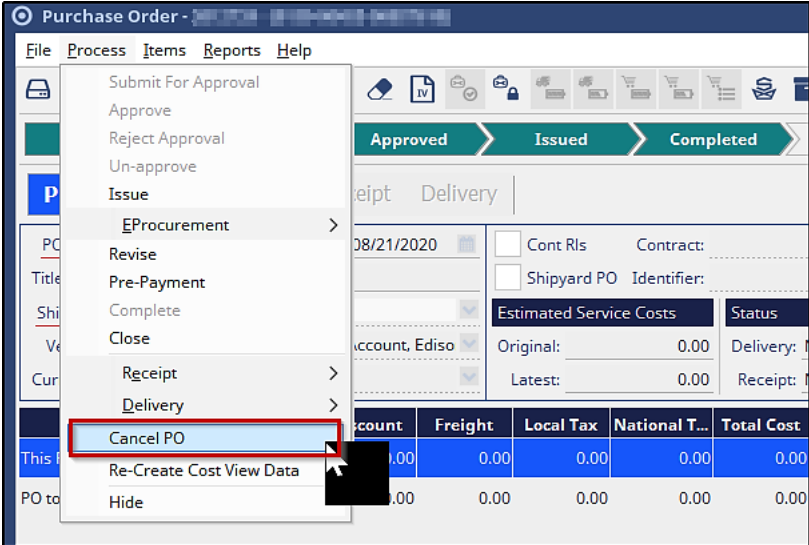 Purchase Order -
File Process Items Reports Help
Submit For Approval
Approve
Reject Approval
Un-approve
Issue
EProcurement
Revise
Pre-Payment
Complete
Close
Receipt
Delivery
Cancel PO
Re-Create Cost View Data
Hide
IV
Approved Issued Completed
P eipt Delivery
PO 08/21/2020 Cont Rls Contract:
Title Shipyard PO Identifier:
Shi Estimated Service Costs Status
Ve ccount, Ediso Original: 0.00 Delivery:
Cur Latest: 0.00 Receipt:
scount Freight Local Tax National T... Total Cost
This .00 0.00 0.00 0.00 0.00
PO to .00 0.00 0.00 0.00 0.00